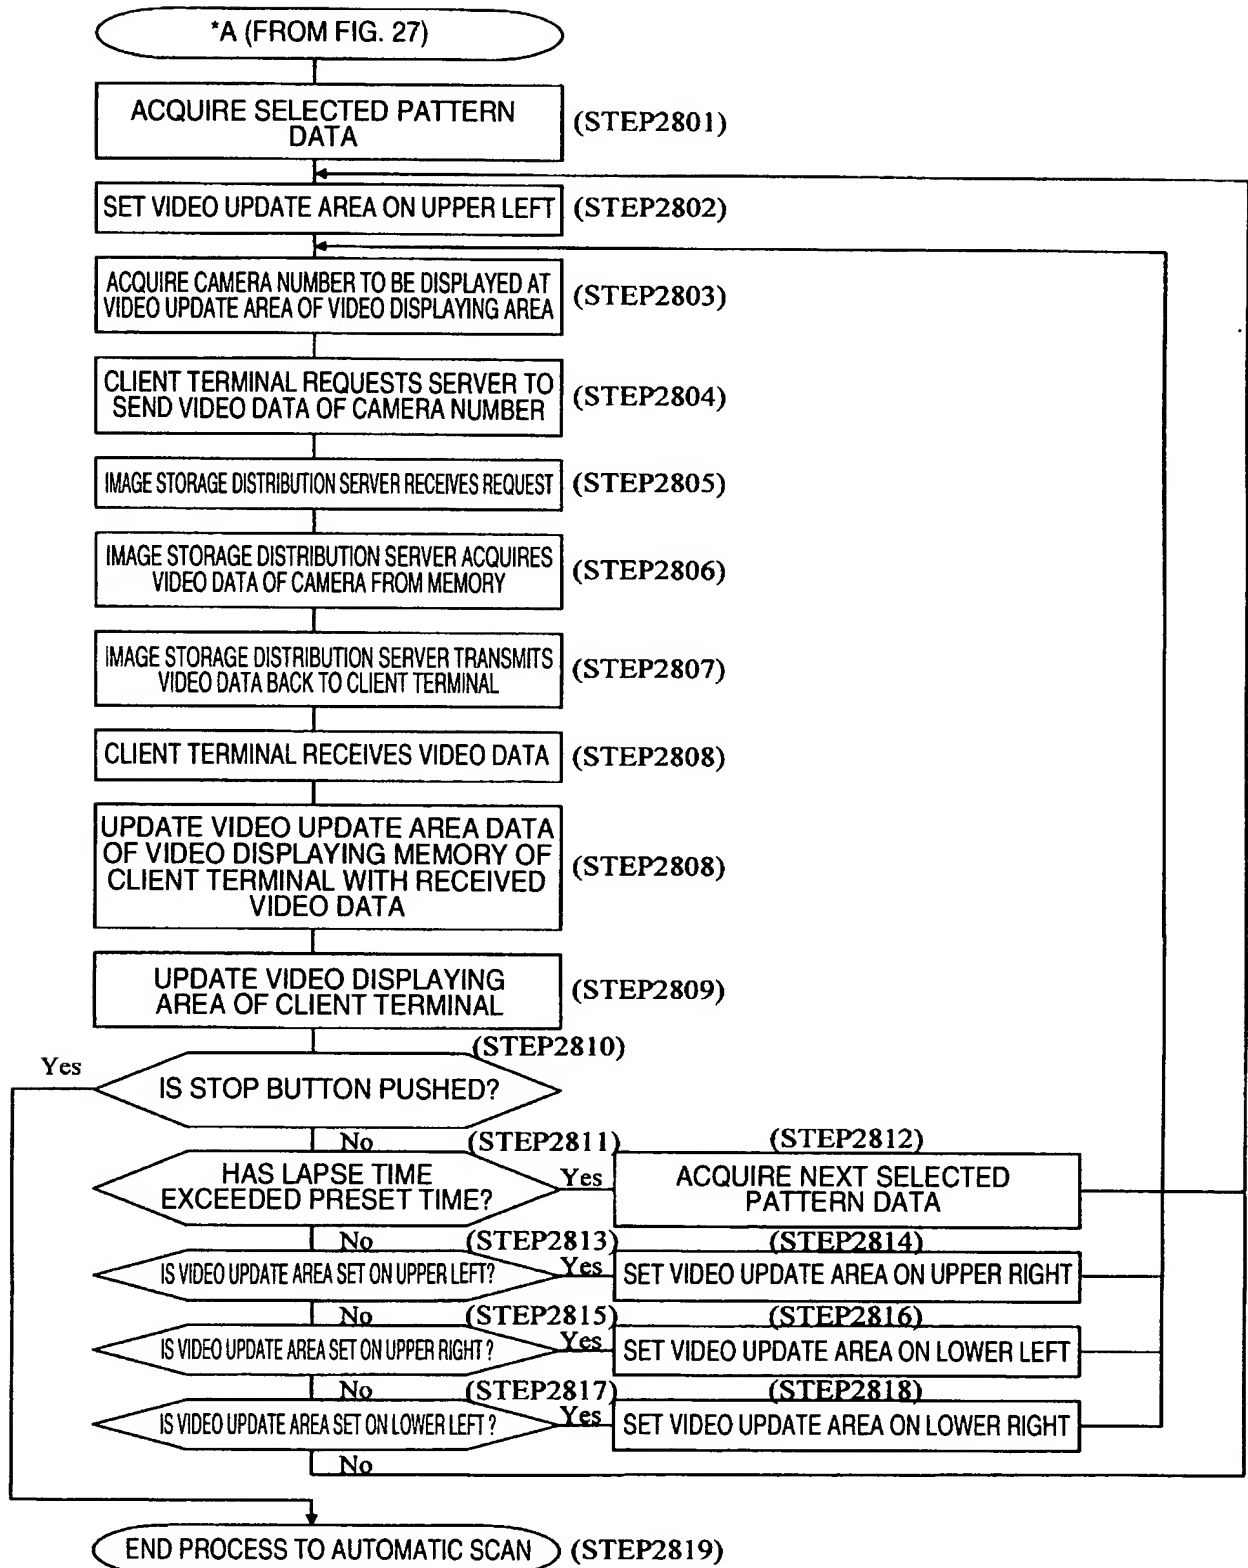 *A (FROM FIG. 27)
ACQUIRE SELECTED PATTERN
DATA
(STEP2801)
SET VIDEO UPDATE AREA ON UPPER LEFT
(STEP2802)
ACQUIRE CAMERA NUMBER TO BE DISPLAYED AT
VIDEO UPDATE AREA OF VIDEO DISPLAYING AREA
(STEP2803)
CLIENT TERMINAL REQUESTS SERVER TO
SEND VIDEO DATA OF CAMERA NUMBER
(STEP2804)
IMAGE STORAGE DISTRIBUTION SERVER RECEIVES REQUEST
(STEP2805)
IMAGE STORAGE DISTRIBUTION SERVER ACQUIRES
VIDEO DATA OF CAMERA FROM MEMORY
(STEP2806)
IMAGE STORAGE DISTRIBUTION SERVER TRANSMITS
VIDEO DATA BACK TO CLIENT TERMINAL
(STEP2807)
CLIENT TERMINAL RECEIVES VIDEO DATA
(STEP2808)
UPDATE VIDEO UPDATE AREA DATA
OF VIDEO DISPLAYING MEMORY OF
CLIENT TERMINAL WITH RECEIVED
VIDEO DATA
(STEP2808)
UPDATE VIDEO DISPLAYING
AREA OF CLIENT TERMINAL
(STEP2809)
(STEP2810)
Yes
IS STOP BUTTON PUSHED?
No
(STEP2811)
(STEP2812)
HAS LAPSE TIME
EXCEEDED PRESET TIME?
Yes
ACQUIRE NEXT SELECTED
PATTERN DATA
No
(STEP2813)
(STEP2814)
IS VIDEO UPDATE AREA SET ON UPPER LEFT?
Yes
SET VIDEO UPDATE AREA ON UPPER RIGHT
No
(STEP2815)
(STEP2816)
IS VIDEO UPDATE AREA SET ON UPPER RIGHT?
Yes
SET VIDEO UPDATE AREA ON LOWER LEFT
No
(STEP2817)
(STEP2818)
IS VIDEO UPDATE AREA SET ON LOWER LEFT?
Yes
SET VIDEO UPDATE AREA ON LOWER RIGHT
No
END PROCESS TO AUTOMATIC SCAN
(STEP2819)